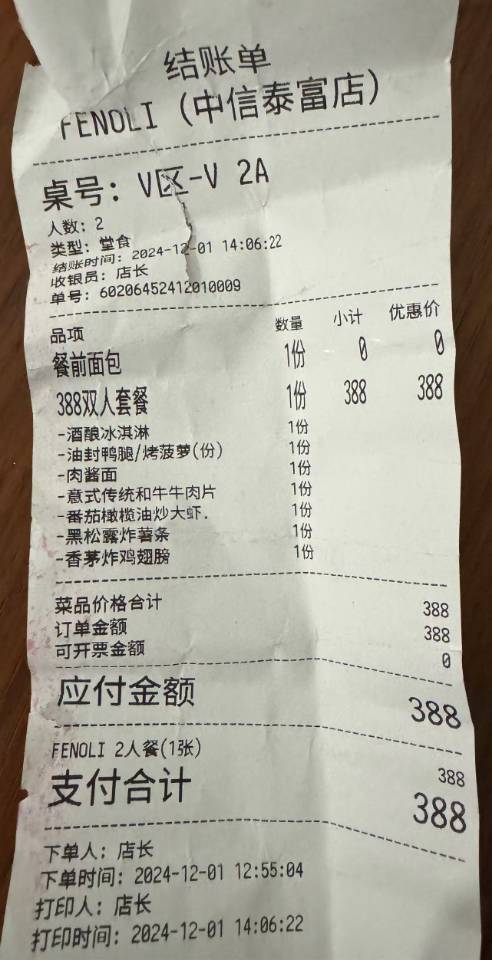 结账单
FENOLI (中信泰富店)
桌号: V区-V 2A
人数: 2
类型: 堂食
结账时间: 2024-12-01 14:06:22
收银员: 店长
单号: 60206452412010009
品项 数量 小计 优惠价
餐前面包 1份 0 0
388双人套餐 1份 388 388
-酒酿冰淇淋 1份
-油封鸭腿/烤菠萝(份) 1份
-肉酱面 1份
-意式传统和牛牛肉片 1份
-番茄橄榄油炒大虾. 1份
-黑松露炸薯条 1份
-香茅炸鸡翅膀 1份
菜品价格合计 388
订单金额 388
可开票金额 0
应付金额 388
FENOLI 2人餐(1张) 388
支付合计 388
下单人: 店长
下单时间: 2024-12-01 12:55:04
打印人: 店长
打印时间: 2024-12-01 14:06:22